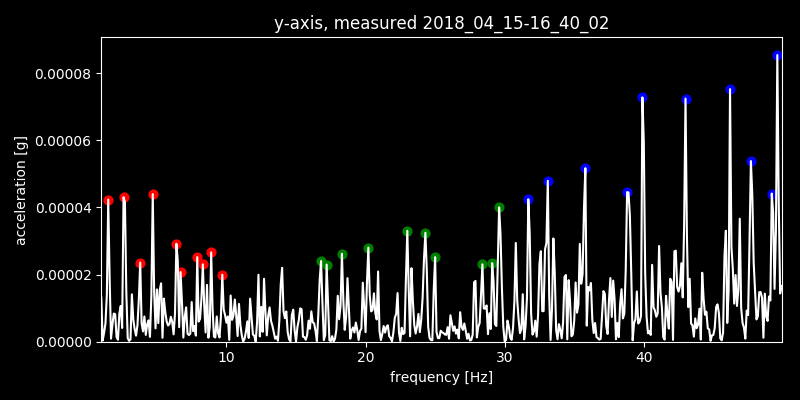 y-axis, measured 2018_04_15-16_40_02
0.00008
0.00006
0.00004
0.00002
0.00000
acceleration [g]
10 20 30 40
frequency [Hz]